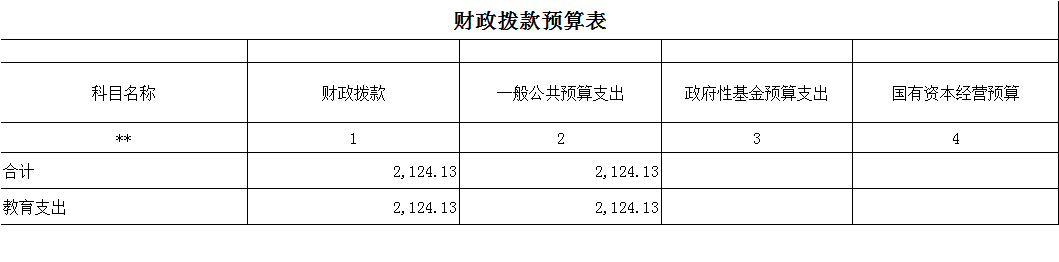 财政拨款预算表
科目名称 财政拨款 一般公共预算支出 政府性基金预算支出 国有资本经营预算
** 1 2 3 4
合计 2,124.13 2,124.13
教育支出 2,124.13 2,124.13